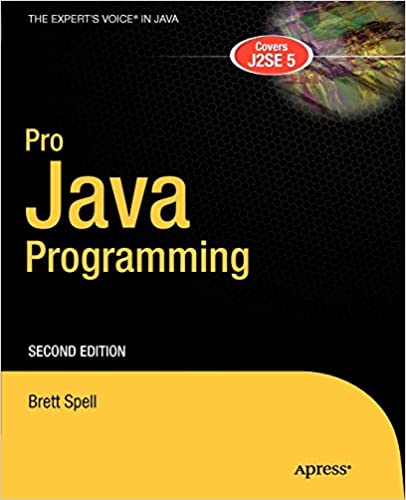 THE EXPERT'S VOICE® IN JAVA
Covers
J2SE 5
Pro
Java
Programming
SECOND EDITION
Brett Spell
Apress®